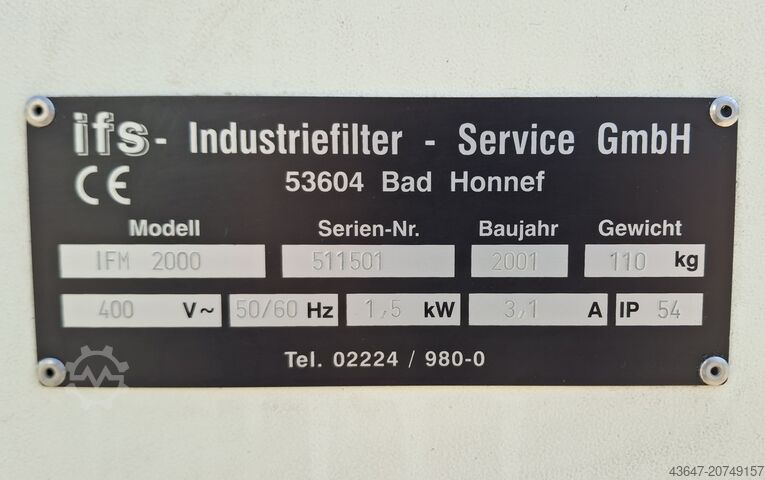 ifs - Industriefilter - Service GmbH
CE 53604 Bad Honnef
Modell Serien-Nr. Baujahr Gewicht
IFM 2000 511501 2001 110 kg
400 V~ 50/60 Hz 1,5 kW 3,1 A IP 54
Tel. 02224 / 980-0
43647-20749157